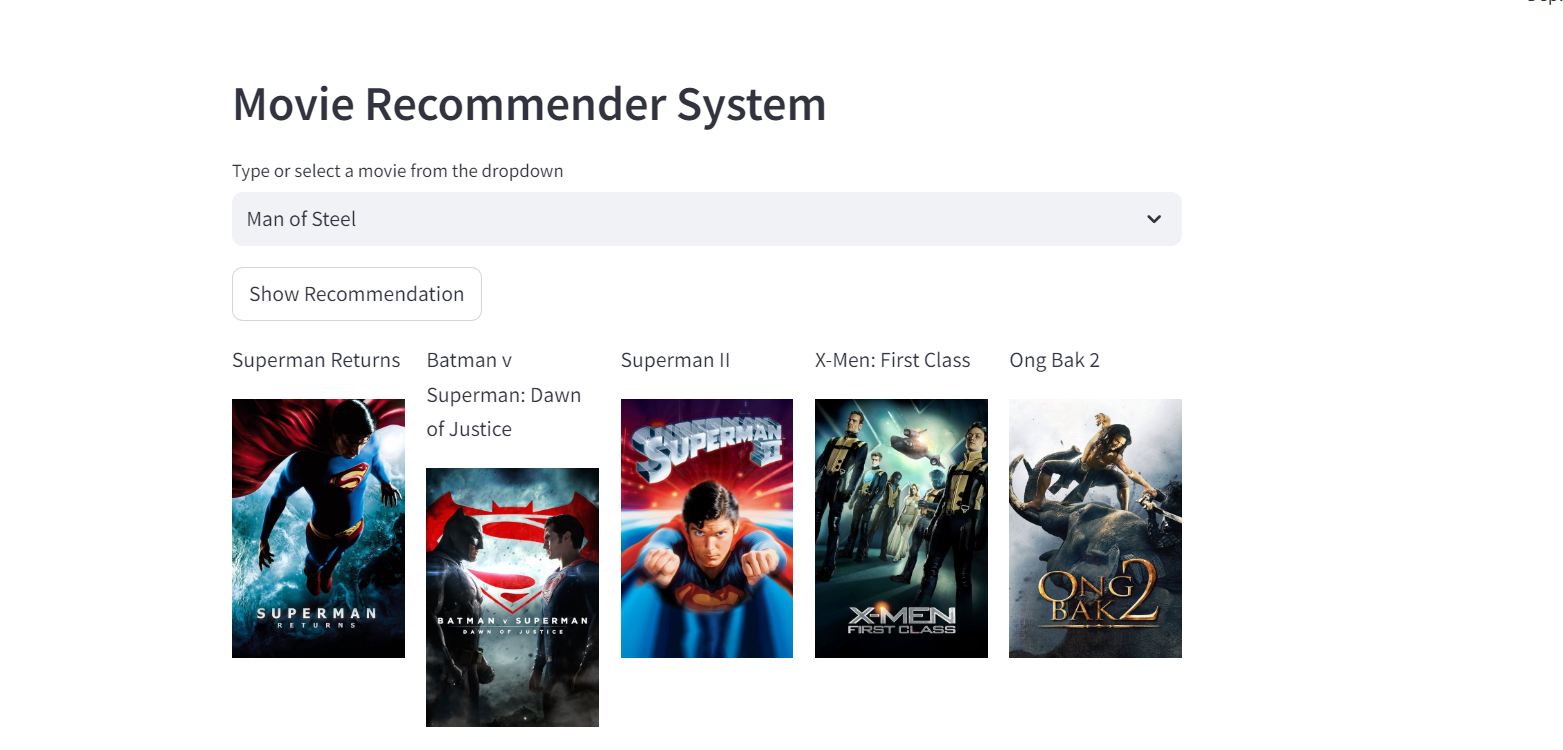 Movie Recommender System
Type or select a movie from the dropdown
Man of Steel
Show Recommendation
Superman Returns
Batman v
Superman: Dawn
of Justice
Superman II
X-Men: First Class
Ong Bak 2
SUPERMAN
RETURNS
BATMAN v SUPERMAN
DAWN OF JUSTICE
SUPERMAN
II
X-MEN
FIRST CLASS
ONG
BAK 2